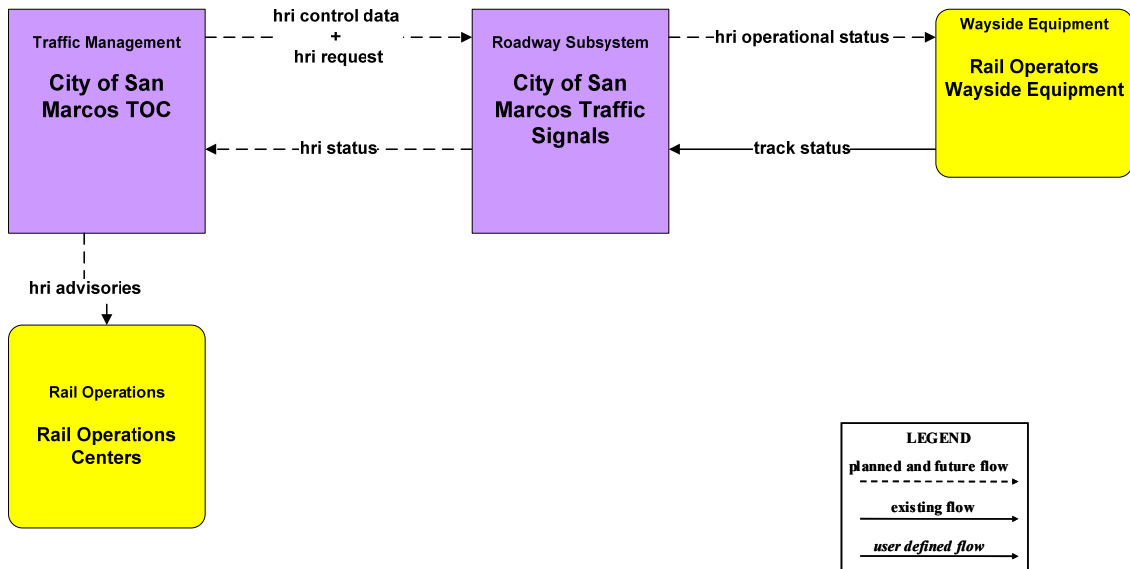 Traffic Management
City of San
Marcos TOC
hri control data
+
hri request
Roadway Subsystem
City of San
Marcos Traffic
Signals
hri operational status
Wayside Equipment
Rail Operators
Wayside Equipment
hri status
track status
hri advisories
Rail Operations
Rail Operations
Centers
LEGEND
planned and future flow
existing flow
user defined flow